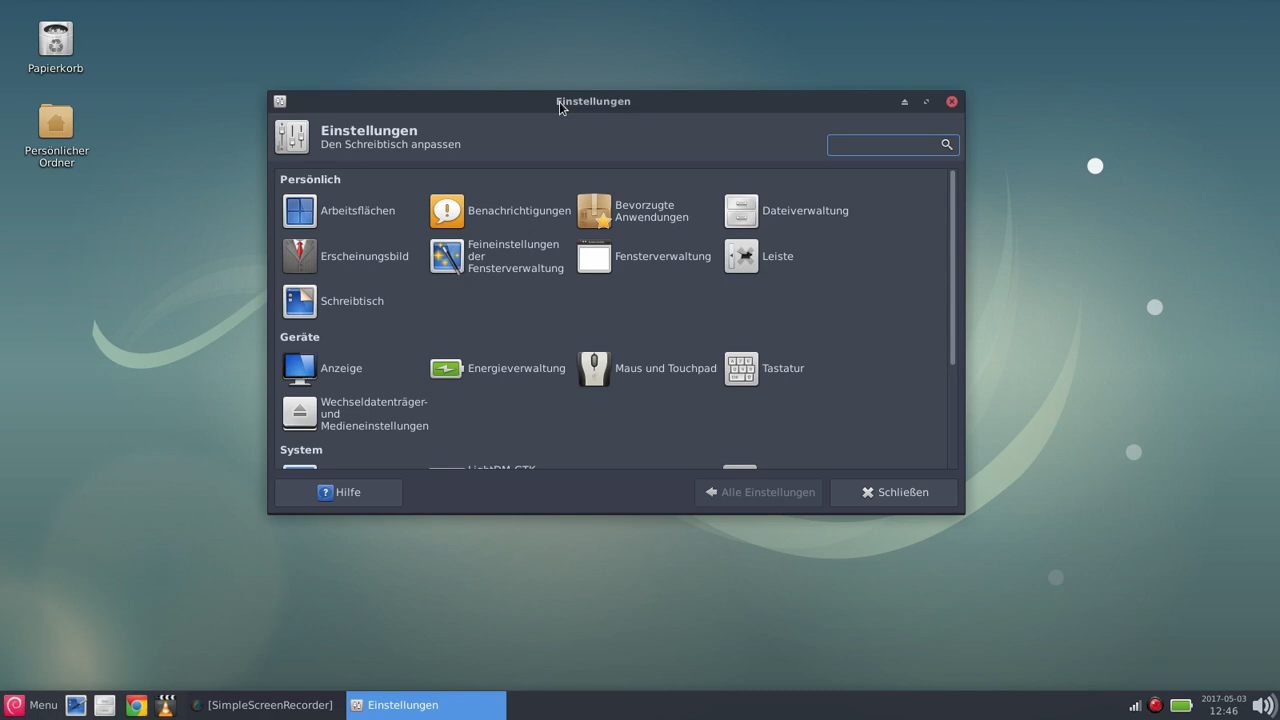 Papierkorb
Persönlicher
Ordner
Einstellungen
Einstellungen
Den Schreibtisch anpassen
Persönlich
Arbeitsflächen
Benachrichtigungen
Bevorzugte
Anwendungen
Dateiverwaltung
Erscheinungsbild
Feineinstellungen
der
Fensterverwaltung
Fensterverwaltung
Leiste
Schreibtisch
Geräte
Anzeige
Energieverwaltung
Maus und Touchpad
Tastatur
Wechseldatenträger-
und
Medieneinstellungen
System
Hilfe
Alle Einstellungen
Schließen
Menu
[SimpleScreenRecorder]
Einstellungen
2017-05-03
12:46